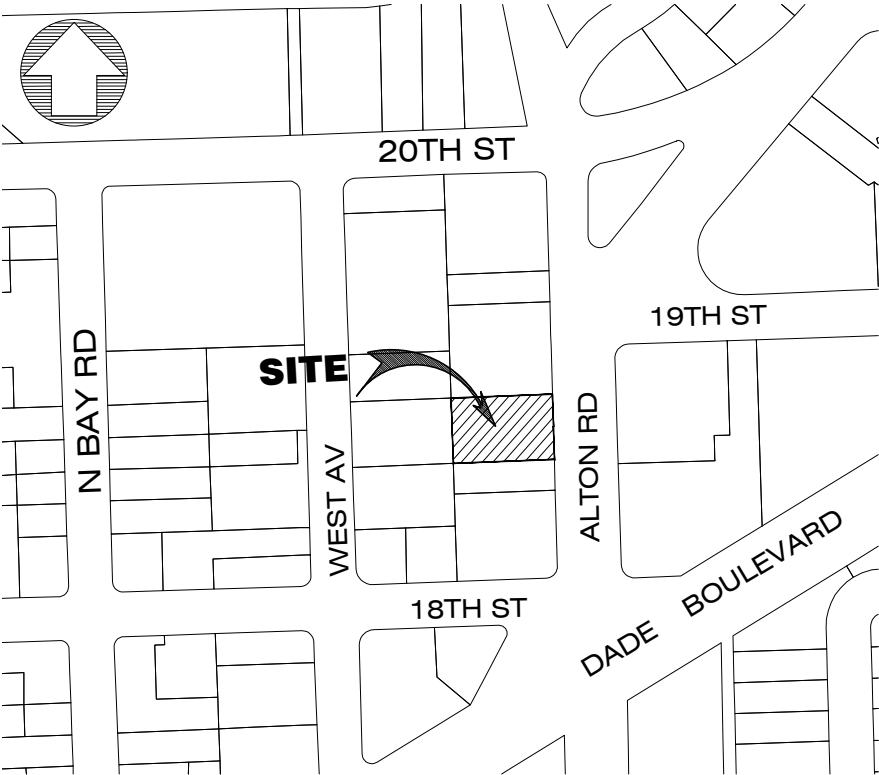 20TH ST
19TH ST
SITE
N BAY RD
WEST AV
ALTON RD
DADE BOULEVARD
18TH ST